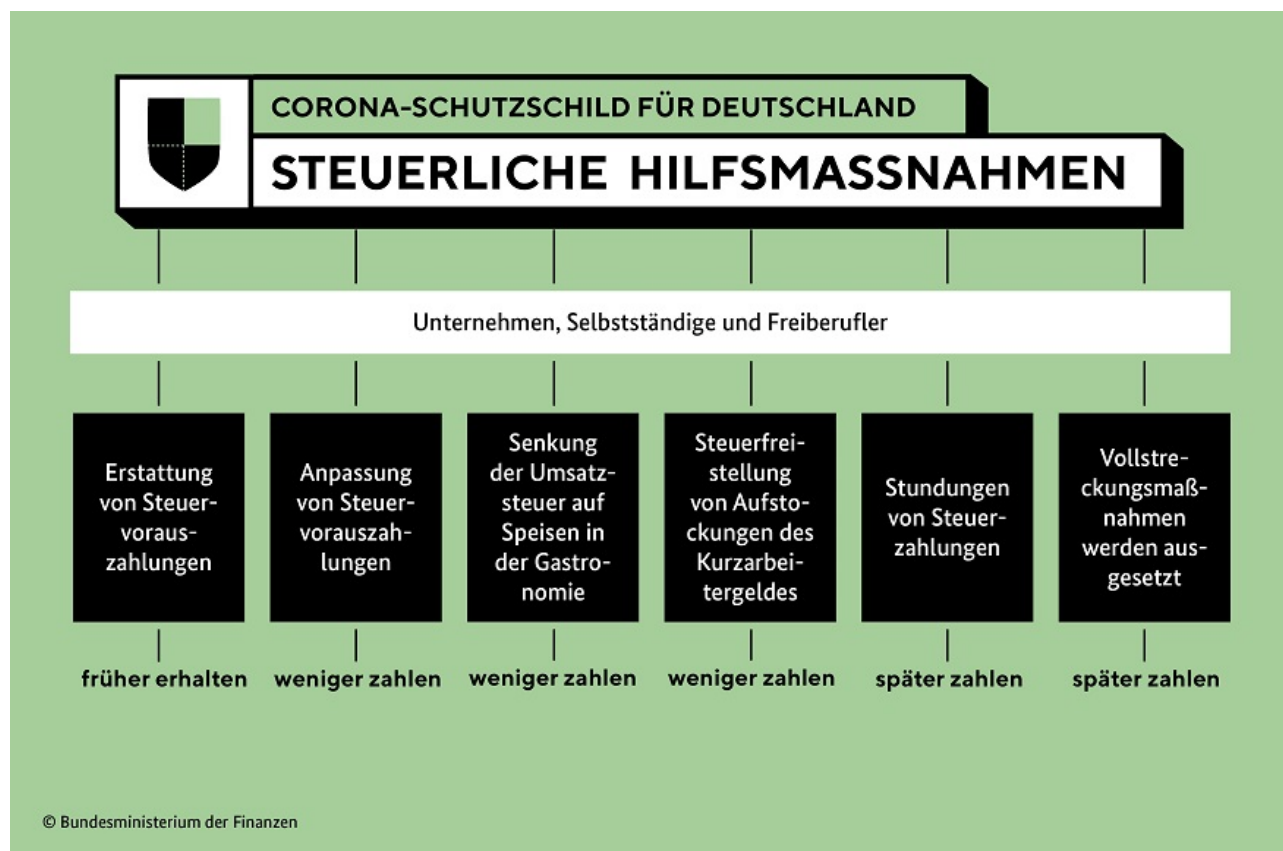 CORONA-SCHUTZSCHILD FÜR DEUTSCHLAND
STEUERLICHE HILFSMASSNAHMEN
Unternehmen, Selbstständige und Freiberufler
Erstattung
von Steuer-
voraus-
zahlungen
früher erhalten
Anpassung
von Steuer-
vorauszah-
lungen
weniger zahlen
Senkung
der Umsatz-
steuer auf
Speisen in
der Gastro-
nomie
weniger zahlen
Steuerfrei-
stellung
von Aufsto-
ckungen des
Kurzarbei-
tergeldes
weniger zahlen
Stundungen
von Steuer-
zahlungen
später zahlen
Vollstre-
ckungsmaß-
nahmen
werden aus-
gesetzt
später zahlen
© Bundesministerium der Finanzen